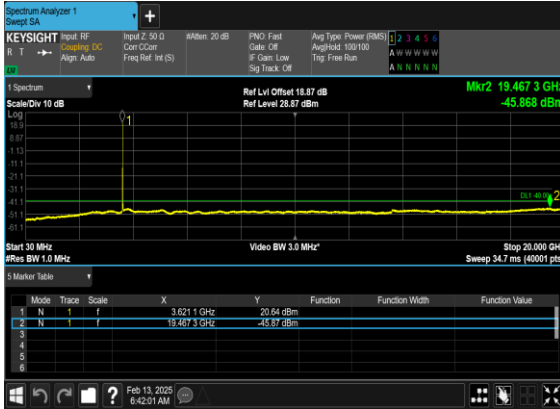 Spectrum Analyzer 1
Swept SA
+
KEYSIGHT
R T
Input: RF
Coupling: DC
Align: Auto
Input Z: 50 Ω
Corr CCorr
Freq Ref: Int (S)
#Atten: 20 dB
PNO: Fast
Gate: Off
IF Gain: Low
Sig Track: Off
Avg Type: Power (RMS)
Avg|Hold: 100/100
Trig: Free Run
1 2 3 4 5 6
A W W W W W
A N N N N N
1 Spectrum
Scale/Div 10 dB
Ref Lvl Offset 18.87 dB
Ref Level 28.87 dBm
Mkr2 19.467 3 GHz
-45.868 dBm
Log
18.9
8.87
-1.13
-11.1
-21.1
-31.1
-41.1
-51.1
-61.1
1
DL1 -40.00
2
Start 30 MHz
#Res BW 1.0 MHz
Video BW 3.0 MHz*
Stop 20.000 GHz
Sweep 34.7 ms (40001 pts)
5 Marker Table
Mode Trace Scale X Y Function Function Width Function Value
1 N 1 f 3.621 1 GHz 20.64 dBm
2 N 1 f 19.467 3 GHz -45.87 dBm
3
4
5
6
?
Feb 13, 2025
6:42:01 AM